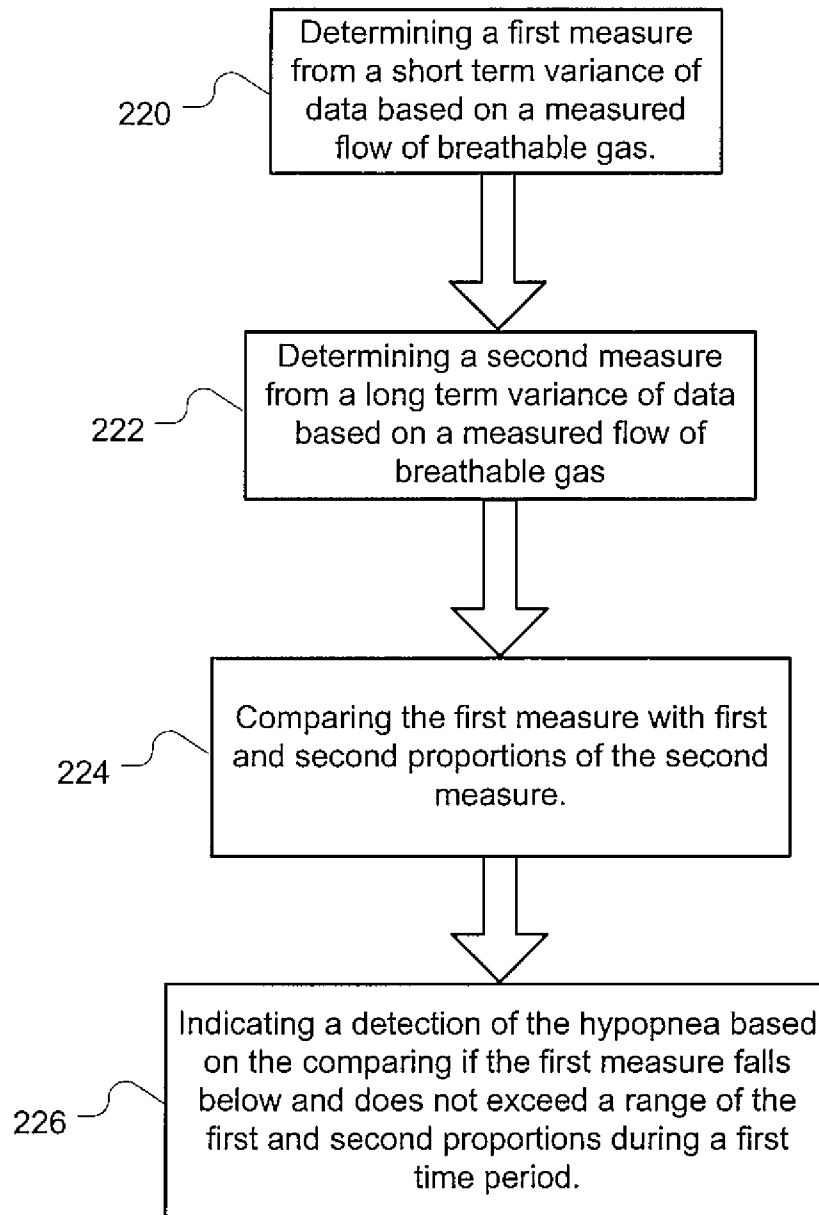 Determining a first measure
from a short term variance of
data based on a measured
flow of breathable gas.
220
Determining a second measure
from a long term variance of data
based on a measured flow of
breathable gas
222
Comparing the first measure with first
and second proportions of the second
measure.
224
Indicating a detection of the hypopnea based
on the comparing if the first measure falls
below and does not exceed a range of the
first and second proportions during a first
time period.
226